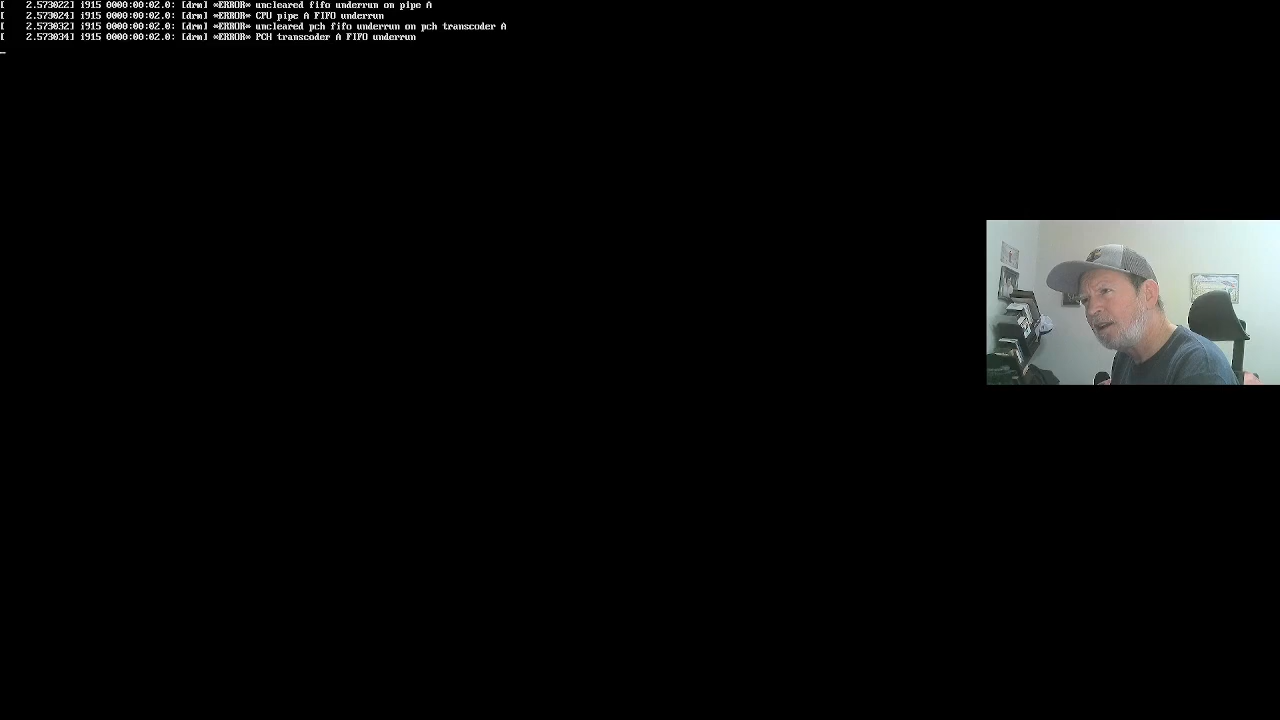 [    2.573022] i915 0000:00:02.0: [drm] *ERROR* uncleared fifo underrun on pipe A
[    2.573024] i915 0000:00:02.0: [drm] *ERROR* CPU pipe A FIFO underrun
[    2.573032] i915 0000:00:02.0: [drm] *ERROR* uncleared pch fifo underrun on pch transcoder A
[    2.573034] i915 0000:00:02.0: [drm] *ERROR* PCH transcoder A FIFO underrun